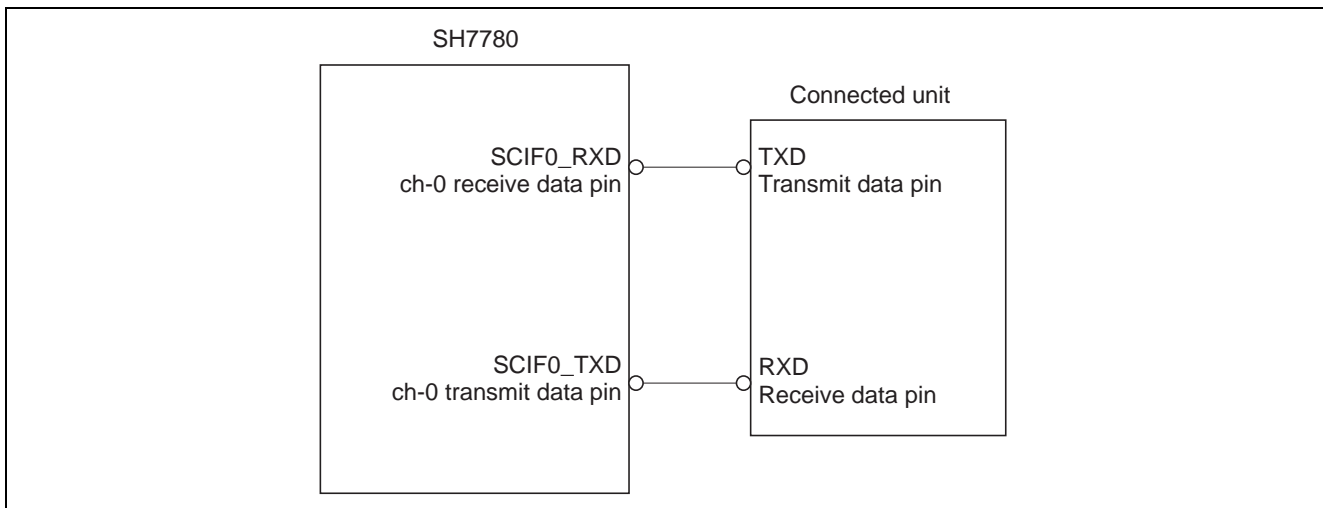 SH7780
Connected unit
SCIF0_RXD
ch-0 receive data pin
TXD
Transmit data pin
SCIF0_TXD
ch-0 transmit data pin
RXD
Receive data pin